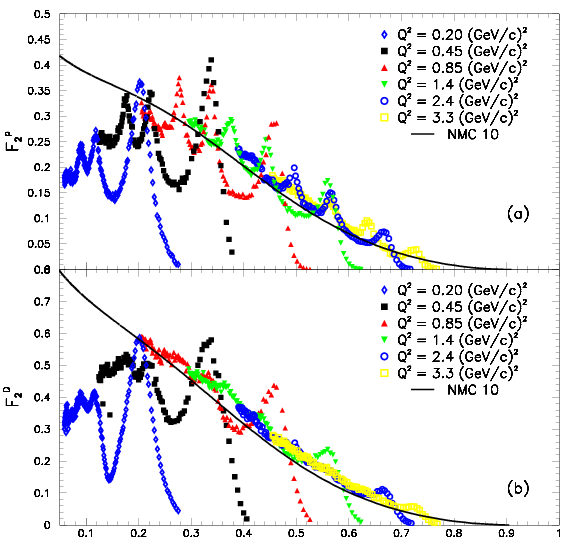 0.5
0.45
0.4
0.35
0.3
0.25
0.2
0.15
0.1
0.05
F₂ᵖ
Q² = 0.20 (GeV/c)²
Q² = 0.45 (GeV/c)²
Q² = 0.85 (GeV/c)²
Q² = 1.4 (GeV/c)²
Q² = 2.4 (GeV/c)²
Q² = 3.3 (GeV/c)²
NMC 10
(a)
0.7
0.6
0.5
0.4
0.3
0.2
0.1
0
F₂ᴰ
Q² = 0.20 (GeV/c)²
Q² = 0.45 (GeV/c)²
Q² = 0.85 (GeV/c)²
Q² = 1.4 (GeV/c)²
Q² = 2.4 (GeV/c)²
Q² = 3.3 (GeV/c)²
NMC 10
(b)
0.1 0.2 0.3 0.4 0.5 0.6 0.7 0.8 0.9 1